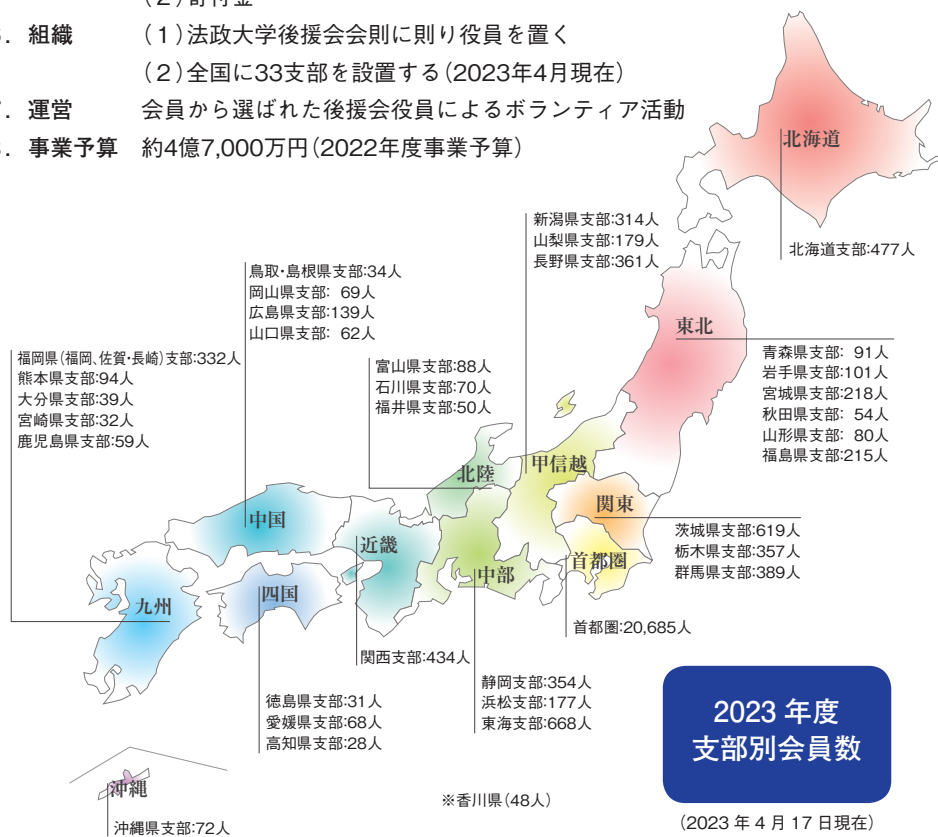 (2)寄付金
．組織 (1)法政大学後援会会則に則り役員を置く
(2)全国に33支部を設置する(2023年4月現在)
．運営 会員から選ばれた後援会役員によるボランティア活動
．事業予算 約4億7,000万円(2022年度事業予算)
北海道
北海道支部:477人
新潟県支部:314人
山梨県支部:179人
長野県支部:361人
鳥取・島根県支部:34人
岡山県支部: 69人
広島県支部:139人
山口県支部: 62人
東北
青森県支部: 91人
岩手県支部:101人
宮城県支部:218人
秋田県支部: 54人
山形県支部: 80人
福島県支部:215人
福岡県(福岡、佐賀・長崎)支部:332人
熊本県支部:94人
大分県支部:39人
宮崎県支部:32人
鹿児島県支部:59人
富山県支部:88人
石川県支部:70人
福井県支部:50人
北陸
甲信越
関東
茨城県支部:619人
栃木県支部:357人
群馬県支部:389人
中国
近畿
中部
首都圏
首都圏:20,685人
九州
四国
関西支部:434人
静岡支部:354人
浜松支部:177人
東海支部:668人
徳島県支部:31人
愛媛県支部:68人
高知県支部:28人
2023 年度
支部別会員数
沖縄
沖縄県支部:72人
※香川県(48人)
(2023 年 4 月 17 日現在)